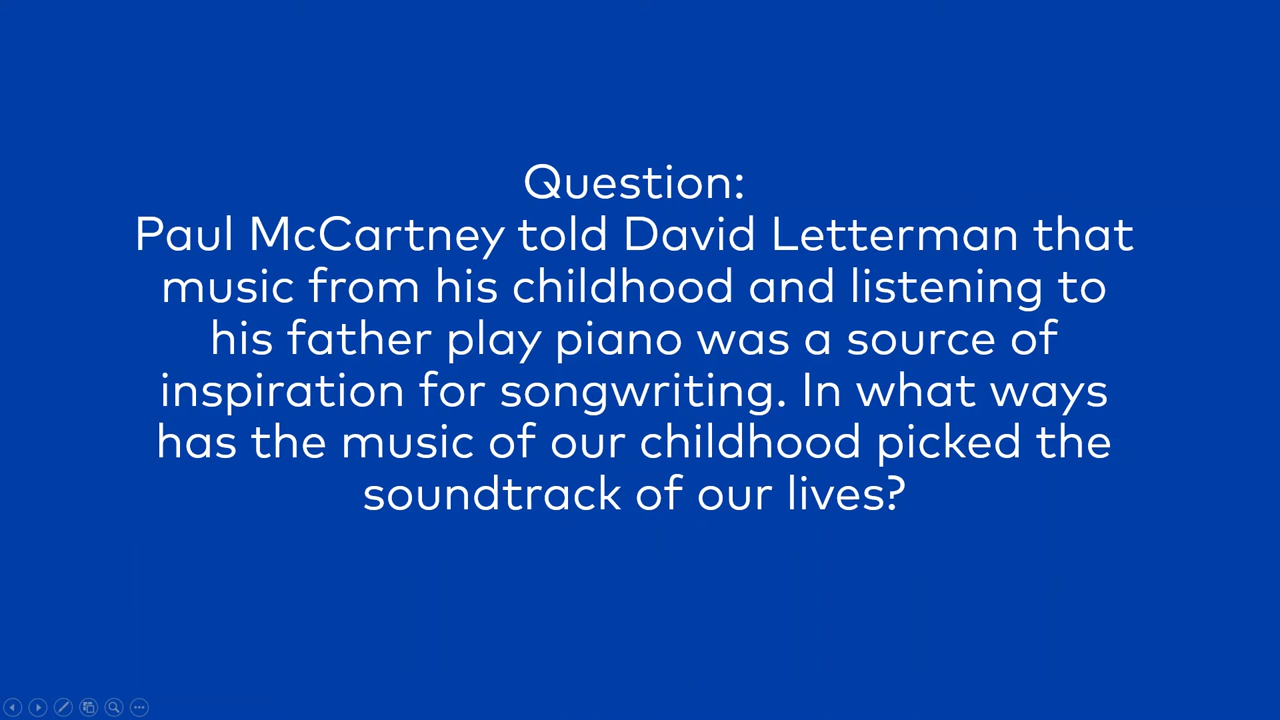 Question:
Paul McCartney told David Letterman that
music from his childhood and listening to
his father play piano was a source of
inspiration for songwriting. In what ways
has the music of our childhood picked the
soundtrack of our lives?